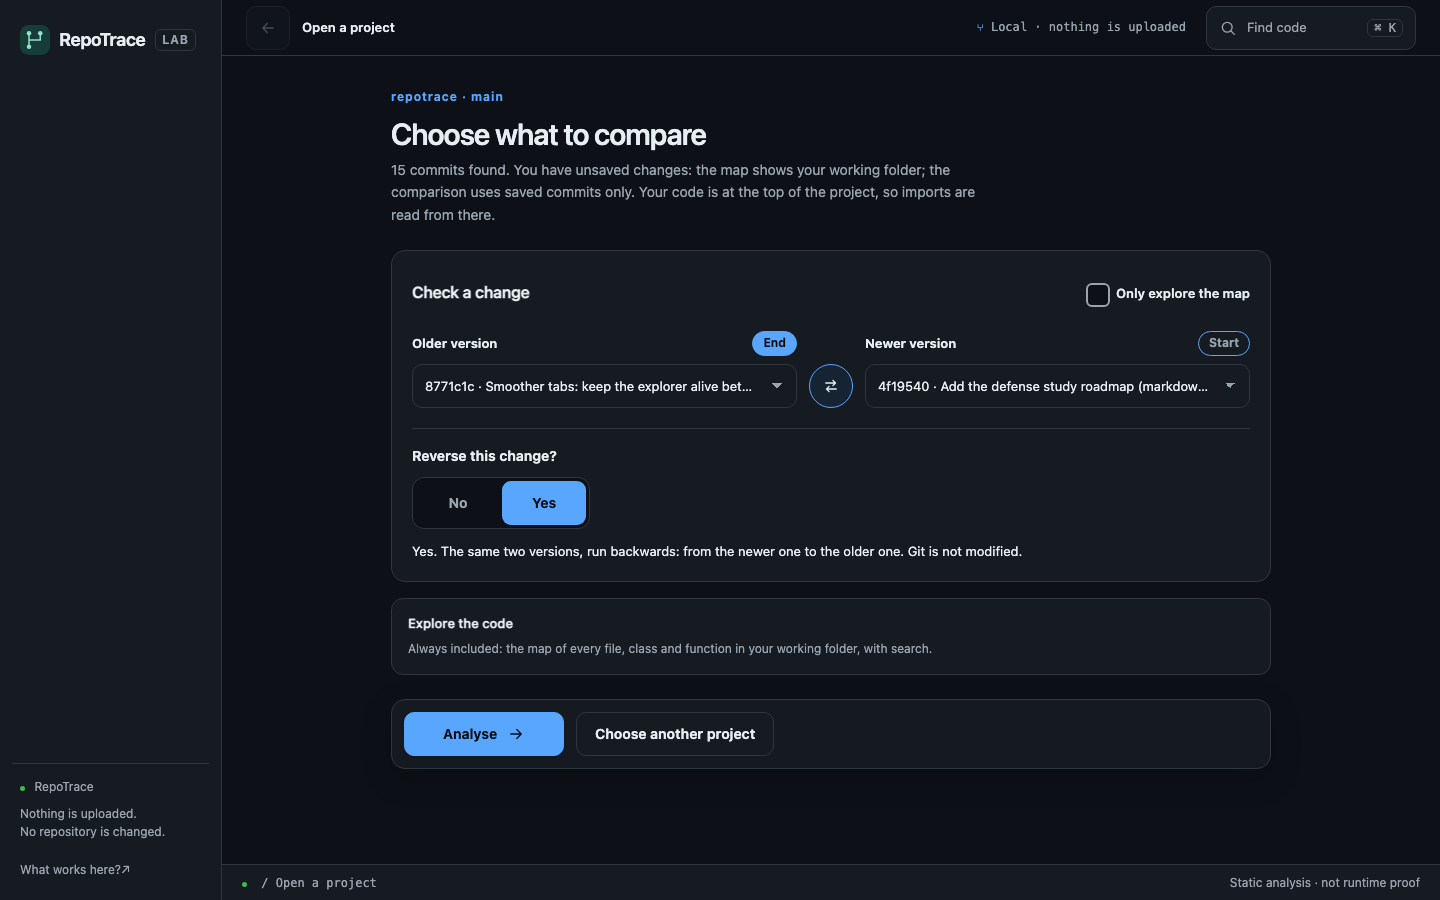 RepoTrace LAB
Open a project
Local · nothing is uploaded
Find code
⌘ K
repotrace · main
Choose what to compare
15 commits found. You have unsaved changes: the map shows your working folder; the
comparison uses saved commits only. Your code is at the top of the project, so imports are
read from there.
Check a change
Only explore the map
Older version
End
Newer version
Start
8771c1c · Smoother tabs: keep the explorer alive bet...
4f19540 · Add the defense study roadmap (markdow...
Reverse this change?
No
Yes
Yes. The same two versions, run backwards: from the newer one to the older one. Git is not modified.
Explore the code
Always included: the map of every file, class and function in your working folder, with search.
Analyse →
Choose another project
RepoTrace
Nothing is uploaded.
No repository is changed.
What works here?↗
/ Open a project
Static analysis · not runtime proof